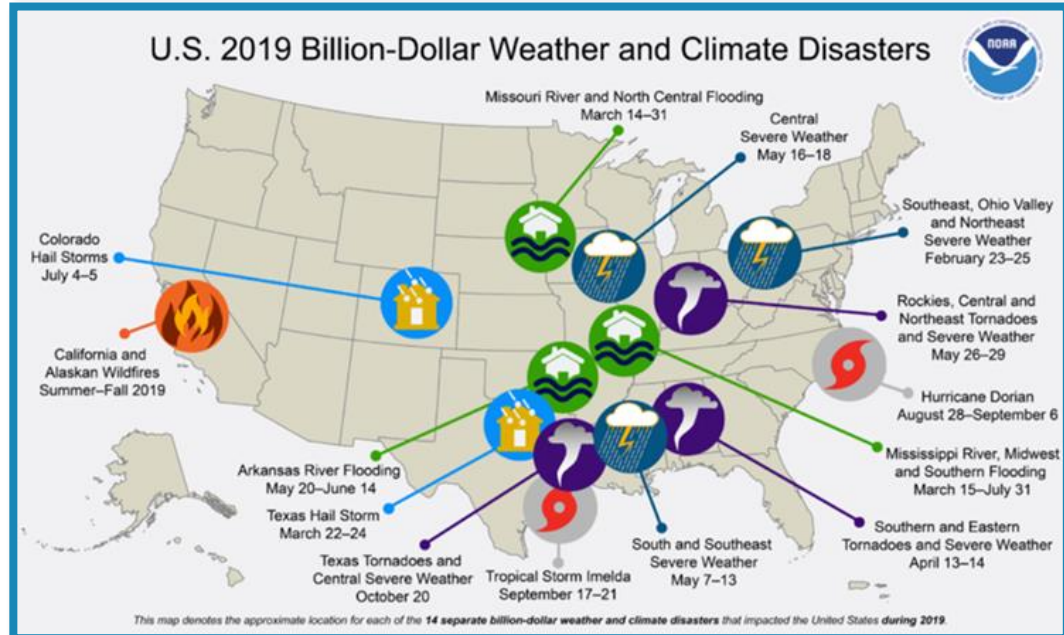 U.S. 2019 Billion-Dollar Weather and Climate Disasters
NOAA
Missouri River and North Central Flooding
March 14–31
Central
Severe Weather
May 16–18
Southeast, Ohio Valley
and Northeast
Severe Weather
February 23–25
Colorado
Hail Storms
July 4–5
Rockies, Central and
Northeast Tornadoes
and Severe Weather
May 26–29
California and
Alaskan Wildfires
Summer–Fall 2019
Hurricane Dorian
August 28–September 6
Arkansas River Flooding
May 20–June 14
Mississippi River, Midwest
and Southern Flooding
March 15–July 31
Texas Hail Storm
March 22–24
Southern and Eastern
Tornadoes and Severe Weather
April 13–14
Texas Tornadoes and
Central Severe Weather
October 20
Tropical Storm Imelda
September 17–21
South and Southeast
Severe Weather
May 7–13
This map denotes the approximate location for each of the 14 separate billion-dollar weather and climate disasters that impacted the United States during 2019.